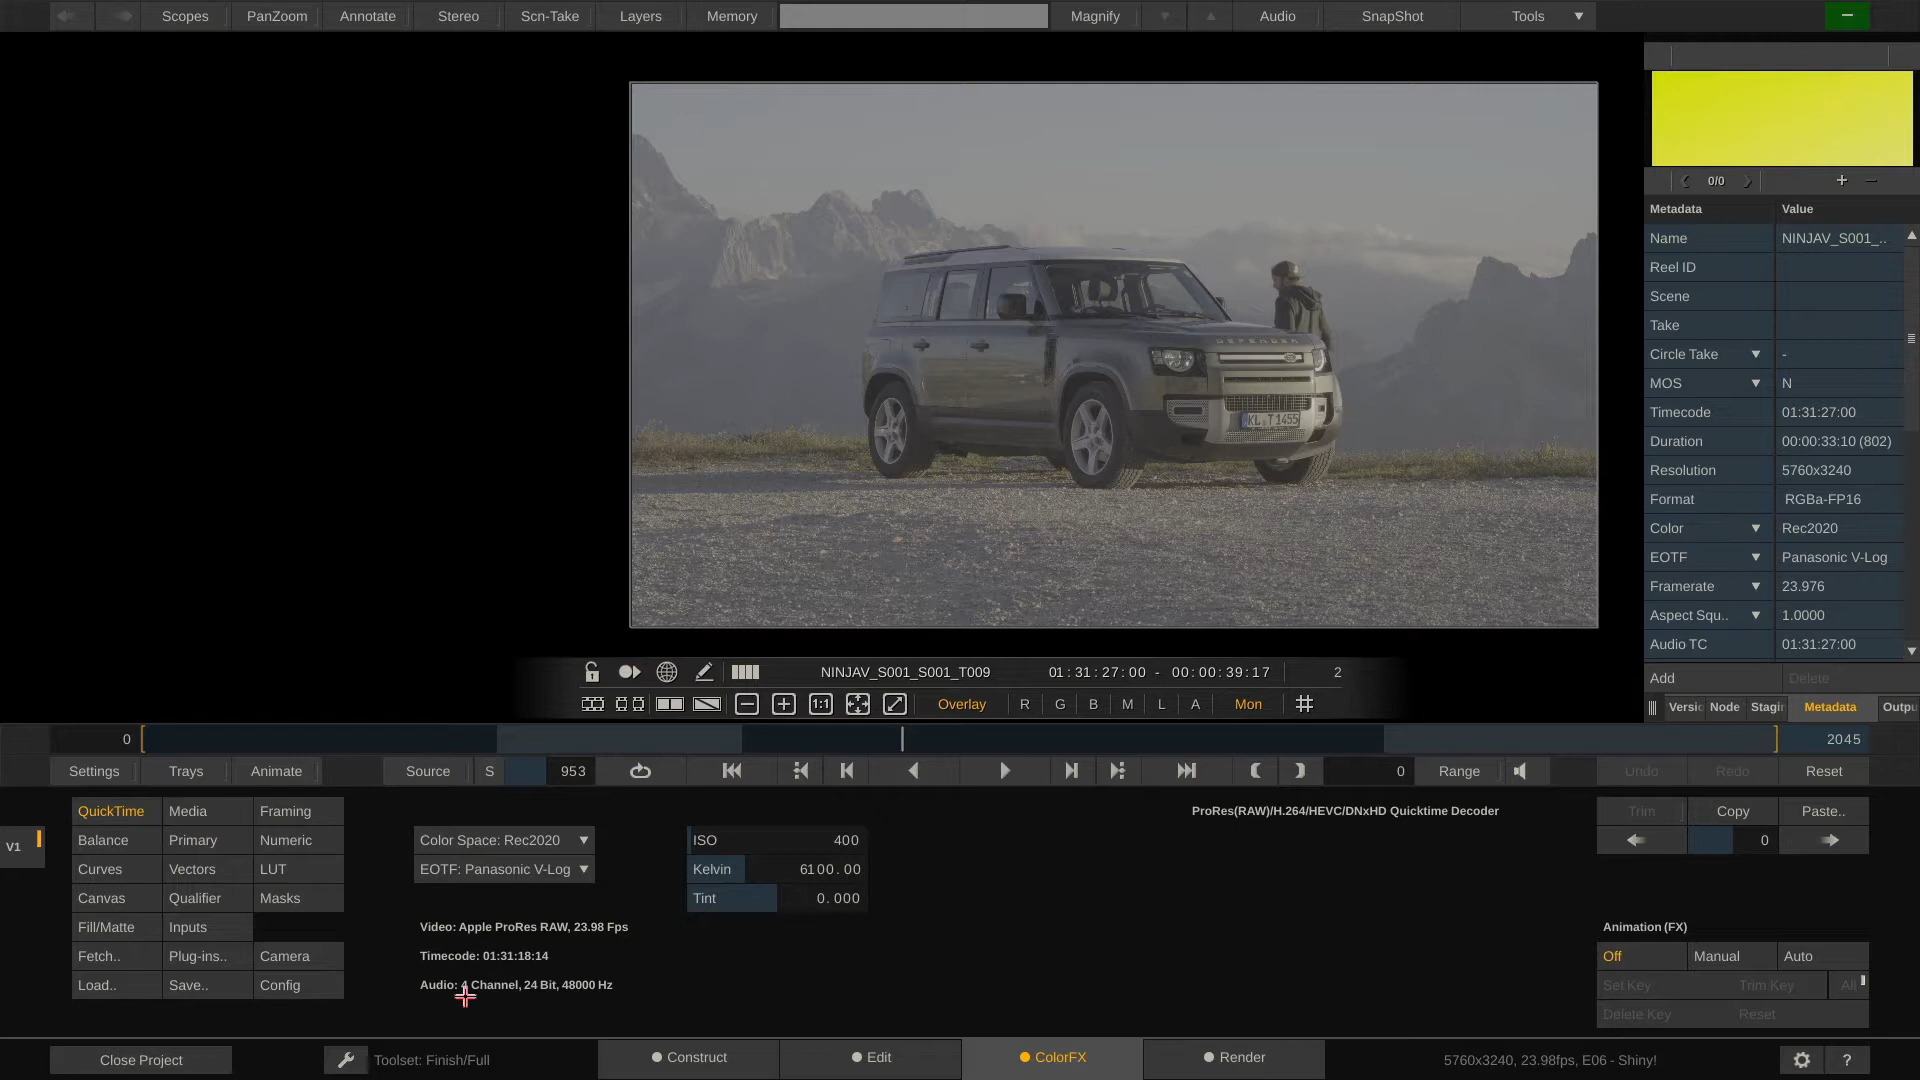 Scopes PanZoom Annotate Stereo Scn-Take Layers Memory Magnify Audio SnapShot Tools
0/0
Metadata Value
Name NINJAV_S001_..
Reel ID
Scene
Take
Circle Take -
MOS N
Timecode 01:31:27:00
Duration 00:00:33:10 (802)
Resolution 5760x3240
Format RGBa-FP16
Color Rec2020
EOTF Panasonic V-Log
Framerate 23.976
Aspect Squ.. 1.0000
Audio TC 01:31:27:00
Add Delete
DEFENDER
KL T 1455
NINJAV_S001_S001_T009 01:31:27:00 - 00:00:39:17 2
1:1 Overlay R G B M L A Mon
Versio Node Stagin Metadata Outpu
0 2045
Settings Trays Animate Source S 953 0 Range Undo Redo Reset
QuickTime Media Framing
Balance Primary Numeric
Curves Vectors LUT
Canvas Qualifier Masks
Fill/Matte Inputs
Fetch.. Plug-ins.. Camera
Load.. Save.. Config
V1
Color Space: Rec2020
EOTF: Panasonic V-Log
Video: Apple ProRes RAW, 23.98 Fps
Timecode: 01:31:18:14
Audio: 4 Channel, 24 Bit, 48000 Hz
ISO 400
Kelvin 6100.00
Tint 0.000
ProRes(RAW)/H.264/HEVC/DNxHD Quicktime Decoder
Trim Copy Paste..
0
Animation (FX)
Off Manual Auto
Set Key Trim Key All
Delete Key Reset
Close Project Toolset: Finish/Full Construct Edit ColorFX Render 5760x3240, 23.98fps, E06 - Shiny! ?